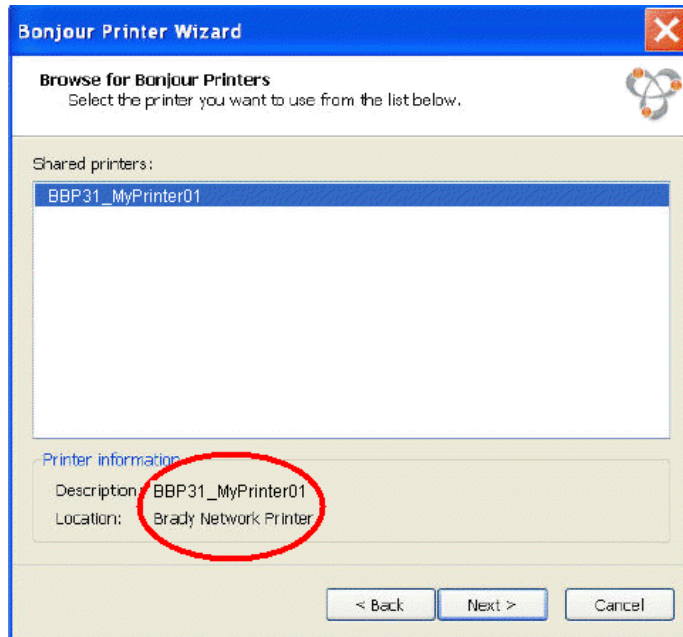 Bonjour Printer Wizard
Browse for Bonjour Printers
Select the printer you want to use from the list below.
Shared printers:
BBP31_MyPrinter01
Printer information
Description: BBP31_MyPrinter01
Location: Brady Network Printer
< Back Next > Cancel